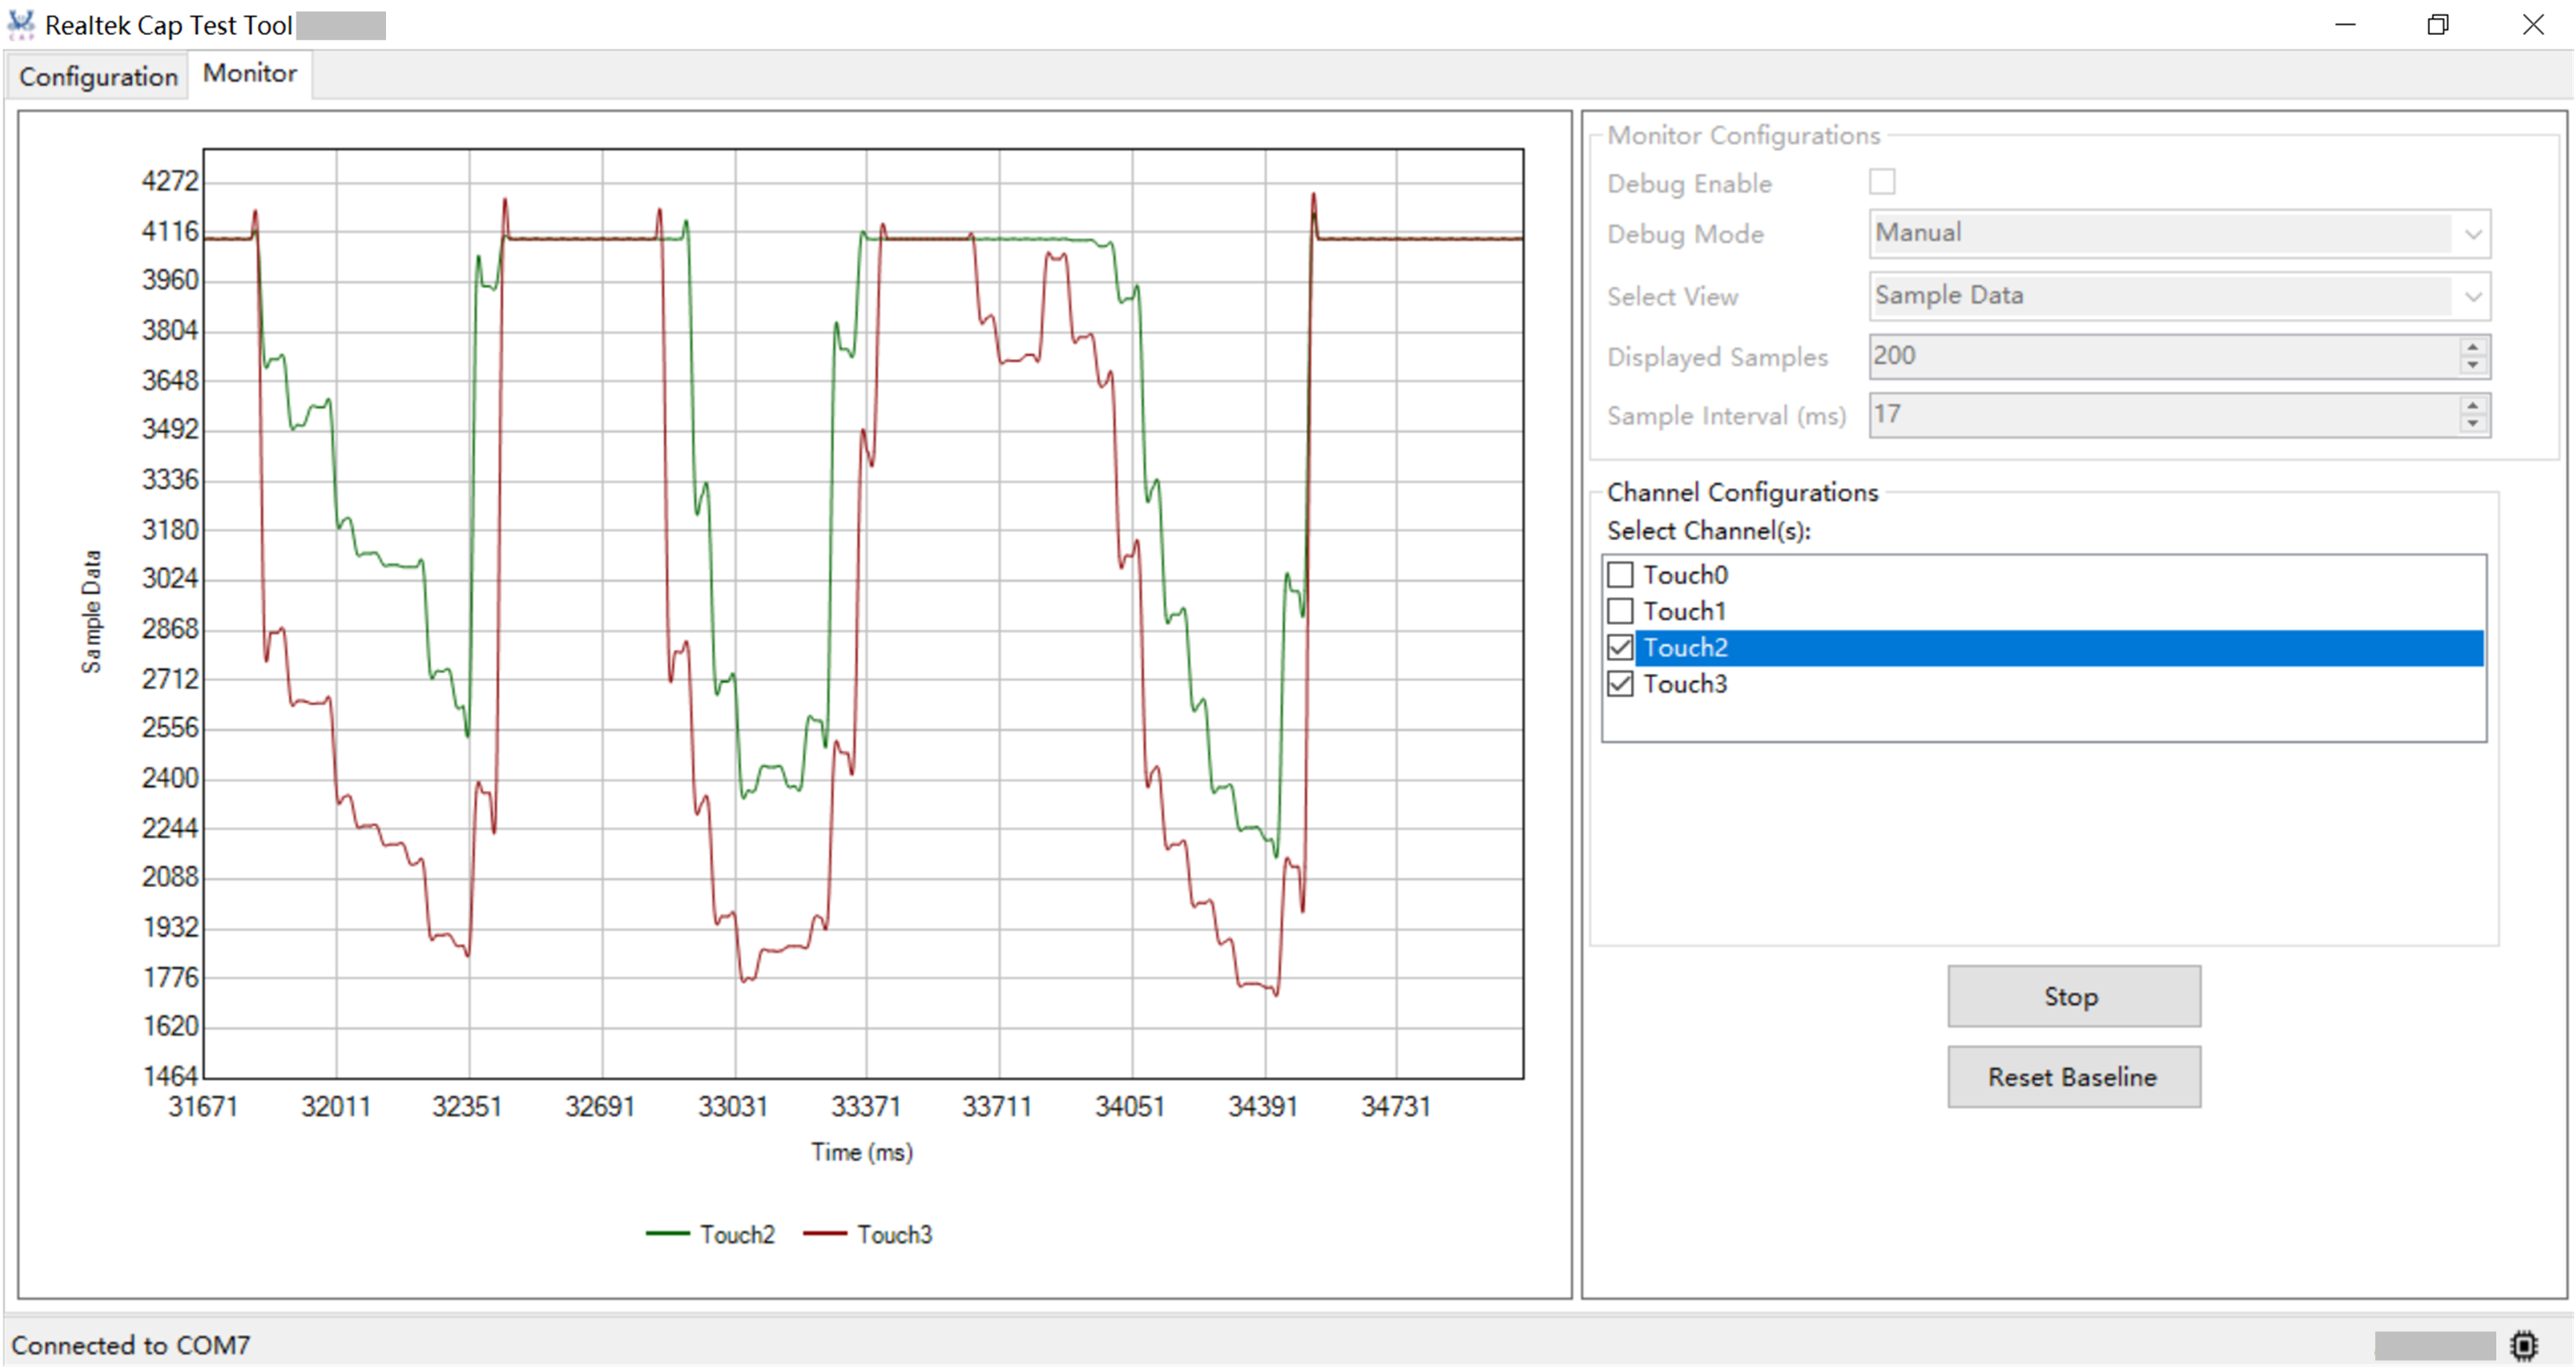 Realtek Cap Test Tool
Configuration Monitor
4272
4116
3960
3804
3648
3492
3336
3180
3024
2868
2712
2556
2400
2244
2088
1932
1776
1620
1464
Sample Data
31671 32011 32351 32691 33031 33371 33711 34051 34391 34731
Time (ms)
Touch2 Touch3
Monitor Configurations
Debug Enable
Debug Mode Manual
Select View Sample Data
Displayed Samples 200
Sample Interval (ms) 17
Channel Configurations
Select Channel(s):
Touch0
Touch1
Touch2
Touch3
Stop
Reset Baseline
Connected to COM7